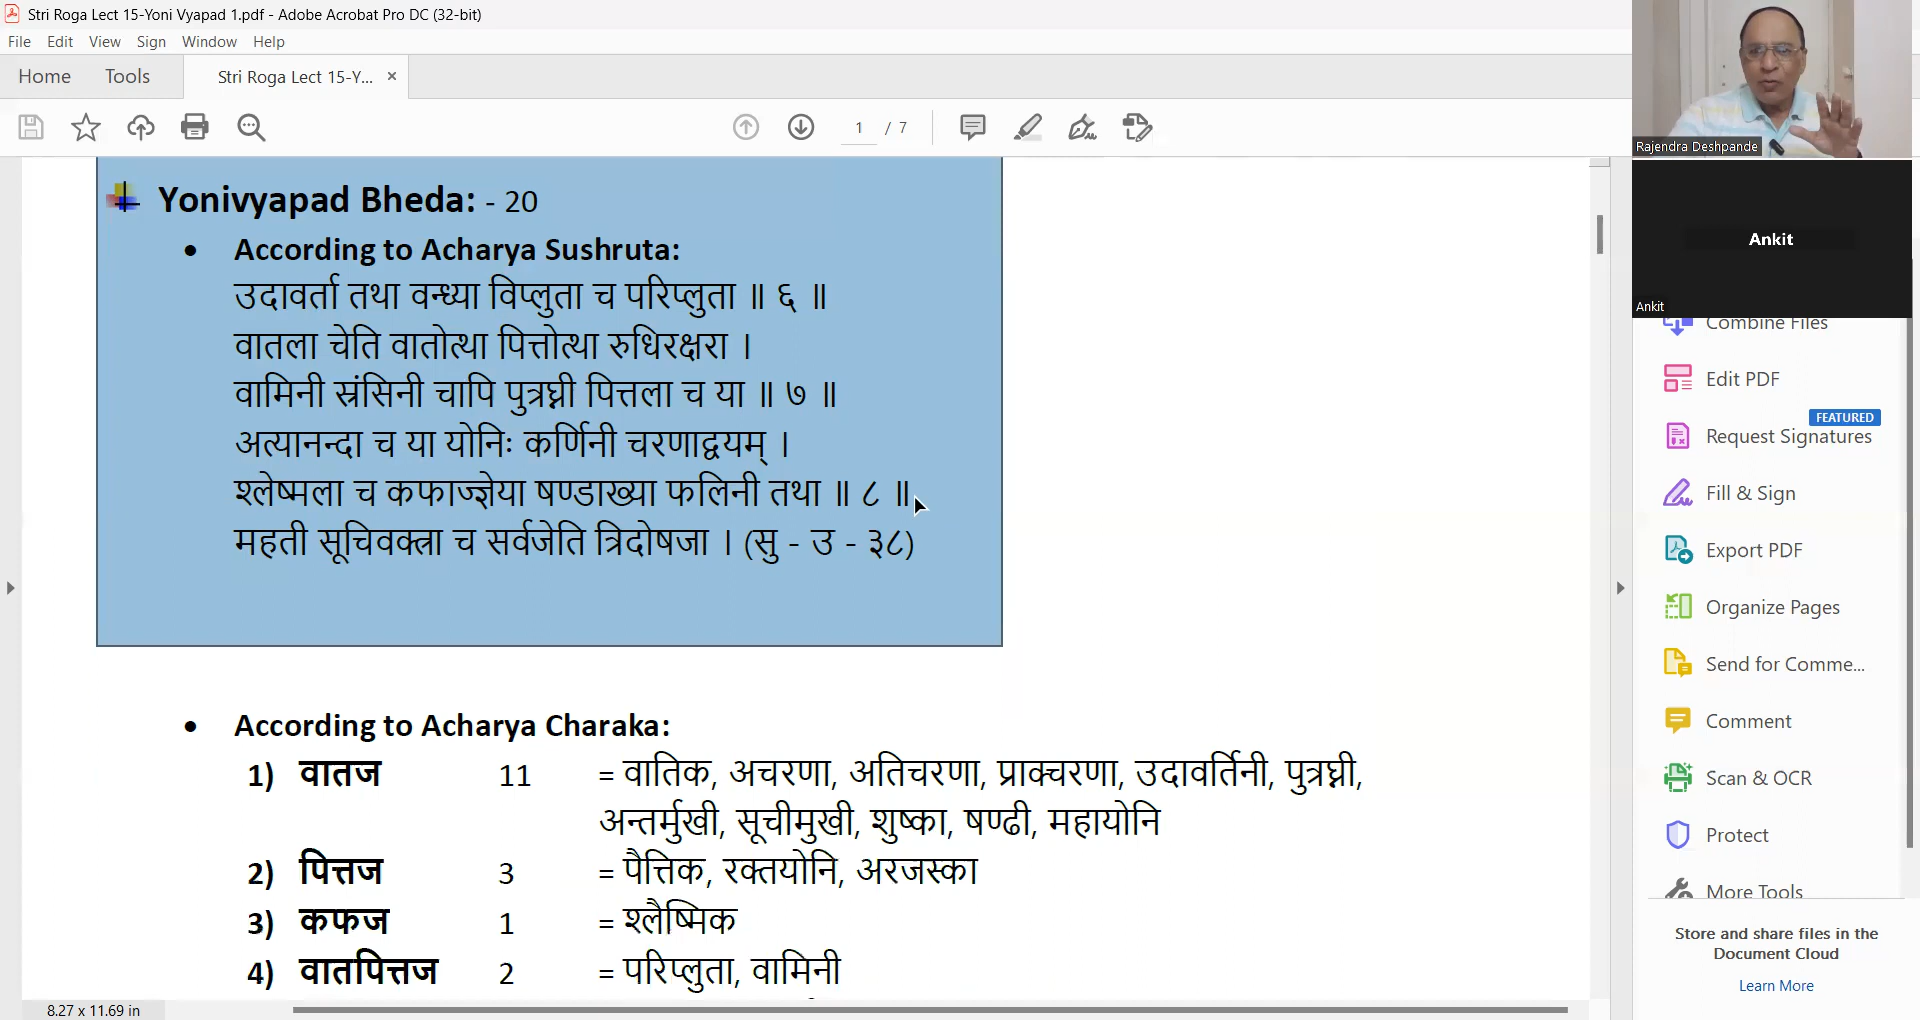 Stri Roga Lect 15-Yoni Vyapad 1.pdf - Adobe Acrobat Pro DC (32-bit)
File Edit View Sign Window Help
Home Tools Stri Roga Lect 15-Y... ×
1 / 7
Rajendra Deshpande
Ankit
Ankit
Yonivyapad Bheda: - 20
• According to Acharya Sushruta:
उदावर्ता तथा वन्ध्या विप्लुता च परिप्लुता ॥ ६ ॥
वातला चेति वातोत्था पित्तोत्था रुधिरक्षरा ।
वामिनी स्रंसिनी चापि पुत्रघ्नी पित्तला च या ॥ ७ ॥
अत्यानन्दा च या योनिः कर्णिनी चरणाद्वयम् ।
श्लेष्मला च कफाज्ज्ञेया षण्डाख्या फलिनी तथा ॥ ८ ॥
महती सूचिवक्त्रा च सर्वजेति त्रिदोषजा । (सु - उ - ३८)
• According to Acharya Charaka:
1) वातज 11 = वातिक, अचरणा, अतिचरणा, प्राक्चरणा, उदावर्तिनी, पुत्रघ्नी,
अन्तर्मुखी, सूचीमुखी, शुष्का, षण्ढी, महायोनि
2) पित्तज 3 = पैत्तिक, रक्तयोनि, अरजस्का
3) कफज 1 = श्लैष्मिक
4) वातपित्तज 2 = परिप्लुता, वामिनी
8.27 x 11.69 in
Combine Files
Edit PDF
FEATURED
Request Signatures
Fill & Sign
Export PDF
Organize Pages
Send for Comme...
Comment
Scan & OCR
Protect
More Tools
Store and share files in the
Document Cloud
Learn More